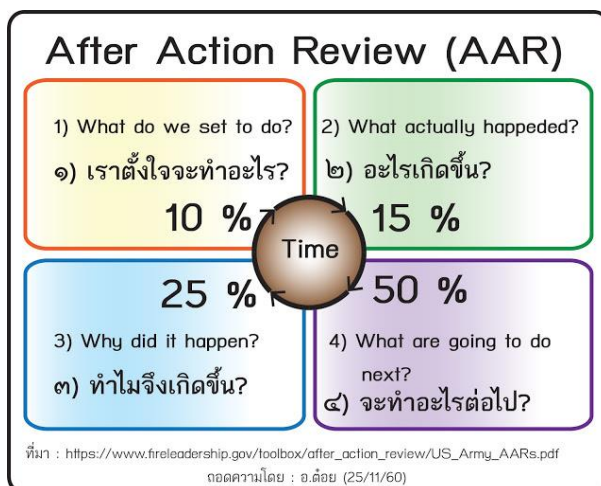 After Action Review (AAR)
1) What do we set to do?
๑) เราตั้งใจจะทำอะไร?
10 %
2) What actually happeded?
๒) อะไรเกิดขึ้น?
15 %
Time
25 %
3) Why did it happen?
๓) ทำไมจึงเกิดขึ้น?
50 %
4) What are going to do
next?
๔) จะทำอะไรต่อไป?
ที่มา : https://www.fireleadership.gov/toolbox/after_action_review/US_Army_AARs.pdf
ถอดความโดย : อ.ต๋อย (25/11/60)